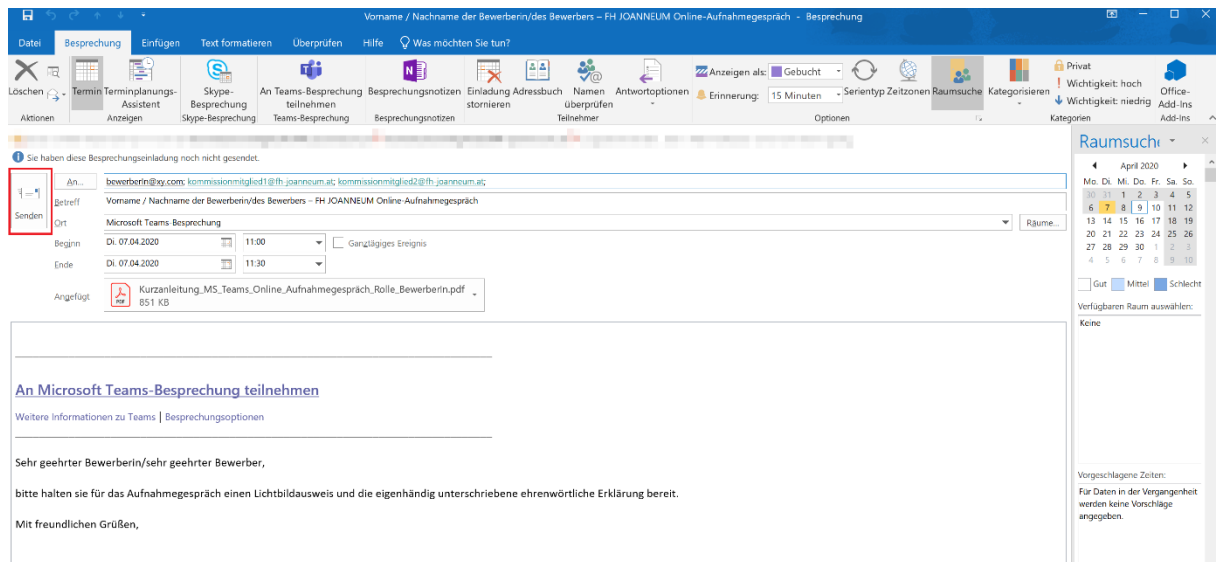 Vorname / Nachname der Bewerberin/des Bewerbers – FH JOANNEUM Online-Aufnahmegespräch - Besprechung
Datei Besprechung Einfügen Text formatieren Überprüfen Hilfe Was möchten Sie tun?
Löschen
Termin
Terminplanungs-
Assistent
Skype-
Besprechung
An Teams-Besprechung
teilnehmen
Besprechungsnotizen
Einladung
stornieren
Adressbuch
Namen
überprüfen
Antwortoptionen
Anzeigen als: Gebucht
Erinnerung: 15 Minuten
Serientyp
Zeitzonen
Raumsuche
Kategorisieren
Privat
Wichtigkeit: hoch
Wichtigkeit: niedrig
Office-
Add-Ins
Aktionen Anzeigen Skype-Besprechung Teams-Besprechung Besprechungsnotizen Teilnehmer Optionen Kategorien Add-Ins
Sie haben diese Besprechungseinladung noch nicht gesendet.
Senden
An... bewerberin@xy.com; kommissionmitglied1@fh-joanneum.at; kommissionmitglied2@fh-joanneum.at;
Betreff Vorname / Nachname der Bewerberin/des Bewerbers – FH JOANNEUM Online-Aufnahmegespräch
Ort Microsoft Teams-Besprechung Räume...
Beginn Di. 07.04.2020 11:00 Ganztägiges Ereignis
Ende Di. 07.04.2020 11:30
Angefügt Kurzanleitung_MS_Teams_Online_Aufnahmegespräch_Rolle_BewerberIn.pdf
851 KB
An Microsoft Teams-Besprechung teilnehmen
Weitere Informationen zu Teams | Besprechungsoptionen
Sehr geehrter Bewerberin/sehr geehrter Bewerber,
bitte halten sie für das Aufnahmegespräch einen Lichtbildausweis und die eigenhändig unterschriebene ehrenwörtliche Erklärung bereit.
Mit freundlichen Grüßen,
Raumsuche
April 2020
Mo. Di. Mi. Do. Fr. Sa. So.
30 31 1 2 3 4 5
6 7 8 9 10 11 12
13 14 15 16 17 18 19
20 21 22 23 24 25 26
27 28 29 30 1 2 3
4 5 6 7 8 9 10
Gut Mittel Schlecht
Verfügbaren Raum auswählen:
Keine
Vorgeschlagene Zeiten:
Für Daten in der Vergangenheit
werden keine Vorschläge
angegeben.